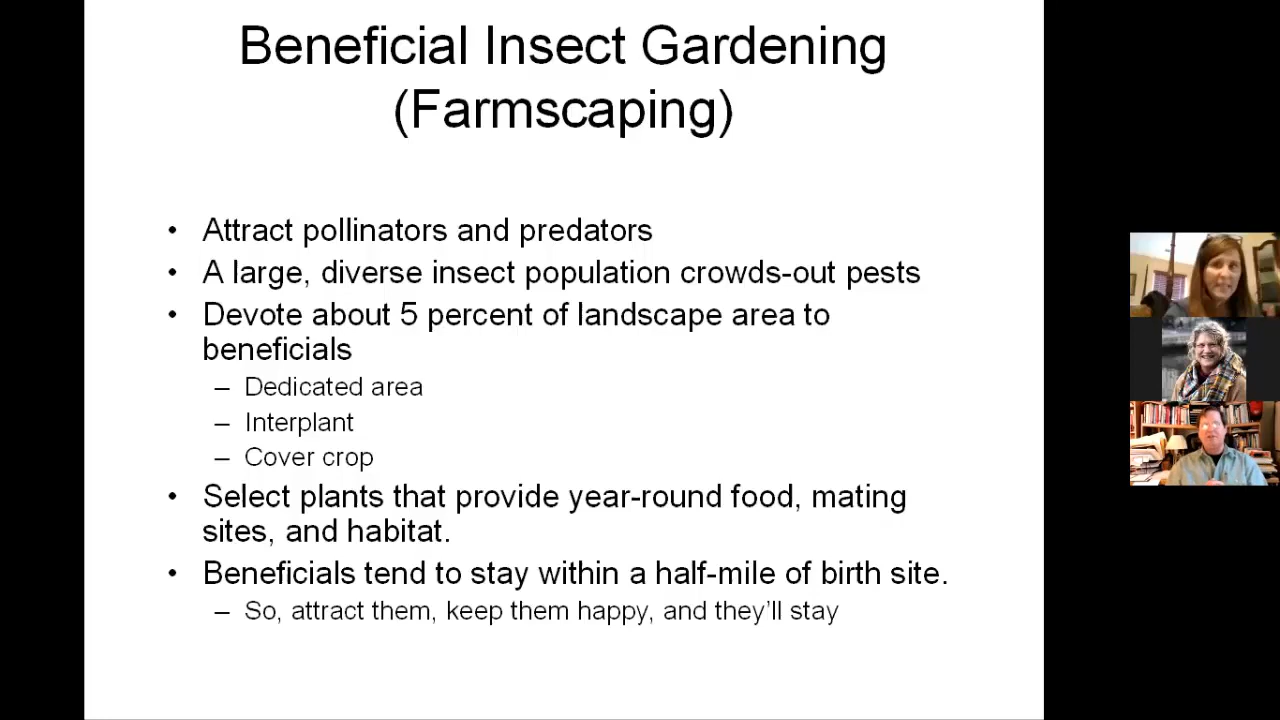 Beneficial Insect Gardening
(Farmscaping)
• Attract pollinators and predators
• A large, diverse insect population crowds-out pests
• Devote about 5 percent of landscape area to
beneficials
– Dedicated area
– Interplant
– Cover crop
• Select plants that provide year-round food, mating
sites, and habitat.
• Beneficials tend to stay within a half-mile of birth site.
– So, attract them, keep them happy, and they'll stay